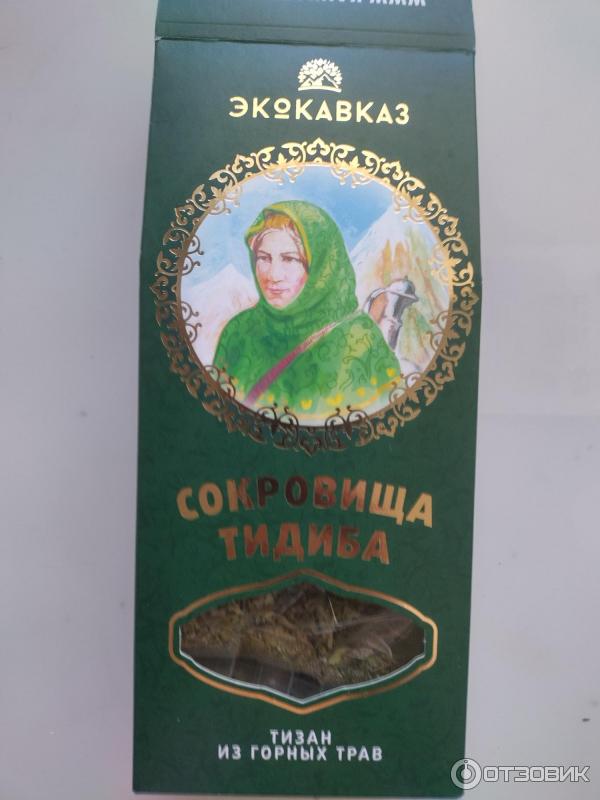 ЭКОКАВКАЗ
СОКРОВИЩА
ТИДИБА
ТИЗАН
ИЗ ГОРНЫХ ТРАВ
ОТЗОВИК